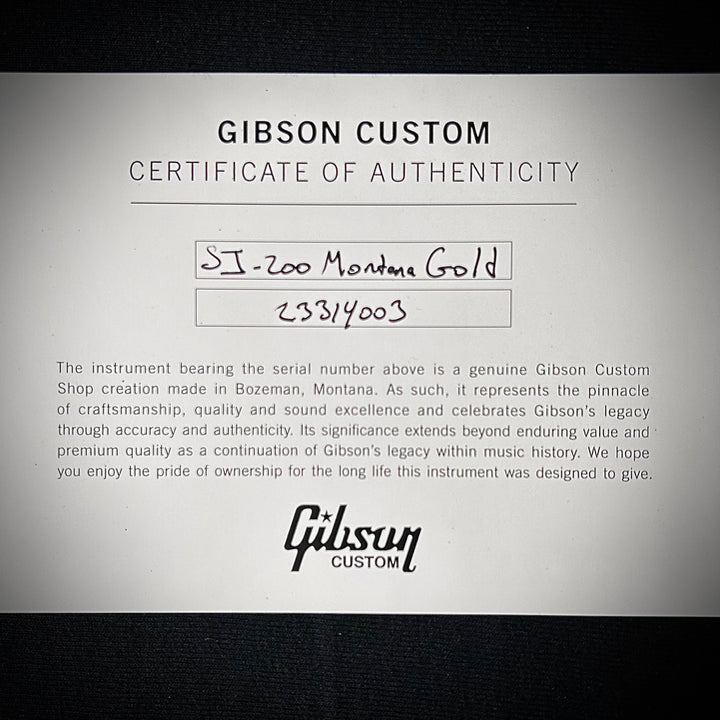 GIBSON CUSTOM
CERTIFICATE OF AUTHENTICITY
SJ-200 Montana Gold
23314003
The instrument bearing the serial number above is a genuine Gibson Custom
Shop creation made in Bozeman, Montana. As such, it represents the pinnacle
of craftsmanship, quality and sound excellence and celebrates Gibson's legacy
through accuracy and authenticity. Its significance extends beyond enduring value and
premium quality as a continuation of Gibson's legacy within music history. We hope
you enjoy the pride of ownership for the long life this instrument was designed to give.
Gibson
CUSTOM